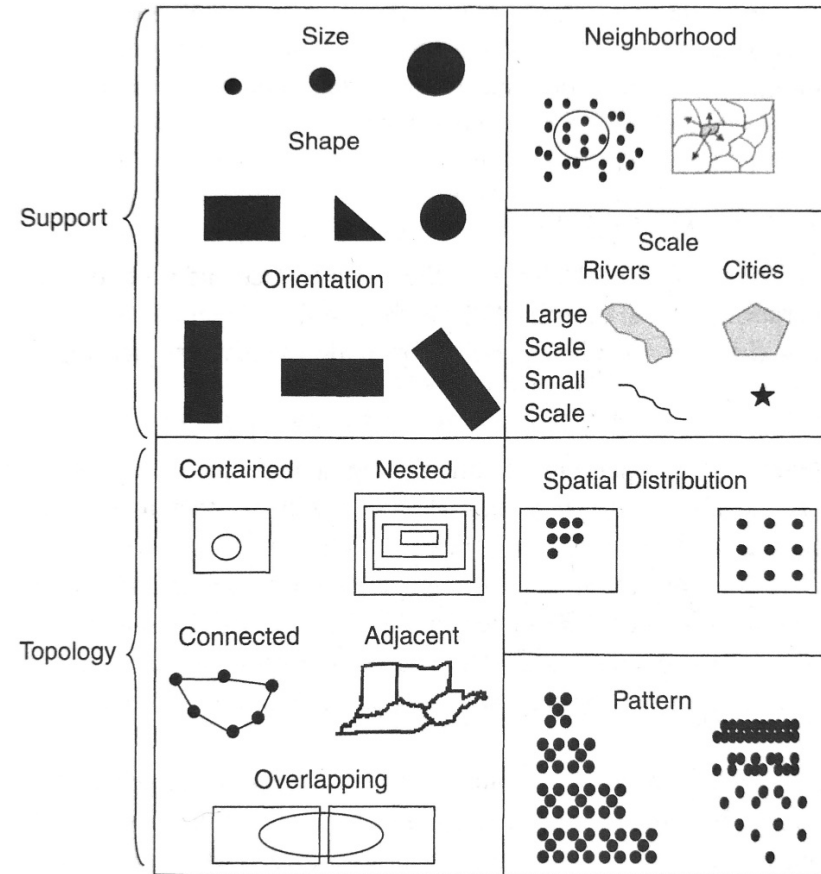 Support
Size
Shape
Orientation
Neighborhood
Scale
Rivers Cities
Large
Scale
Small
Scale
Topology
Contained Nested
Connected Adjacent
Overlapping
Spatial Distribution
Pattern